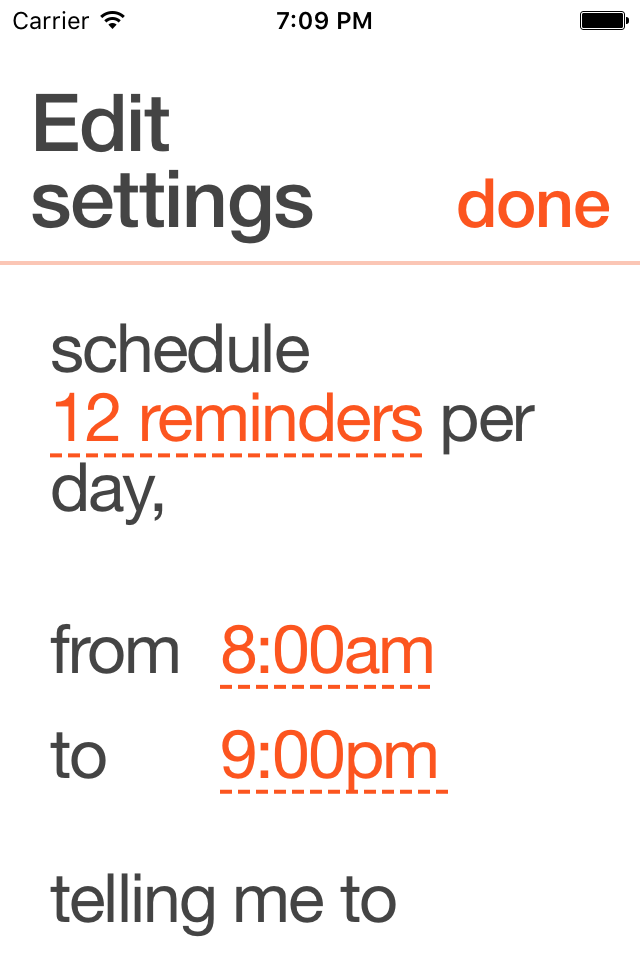 Carrier 7:09 PM
Edit
settings done
schedule
12 reminders per
day,
from 8:00am
to 9:00pm
telling me to